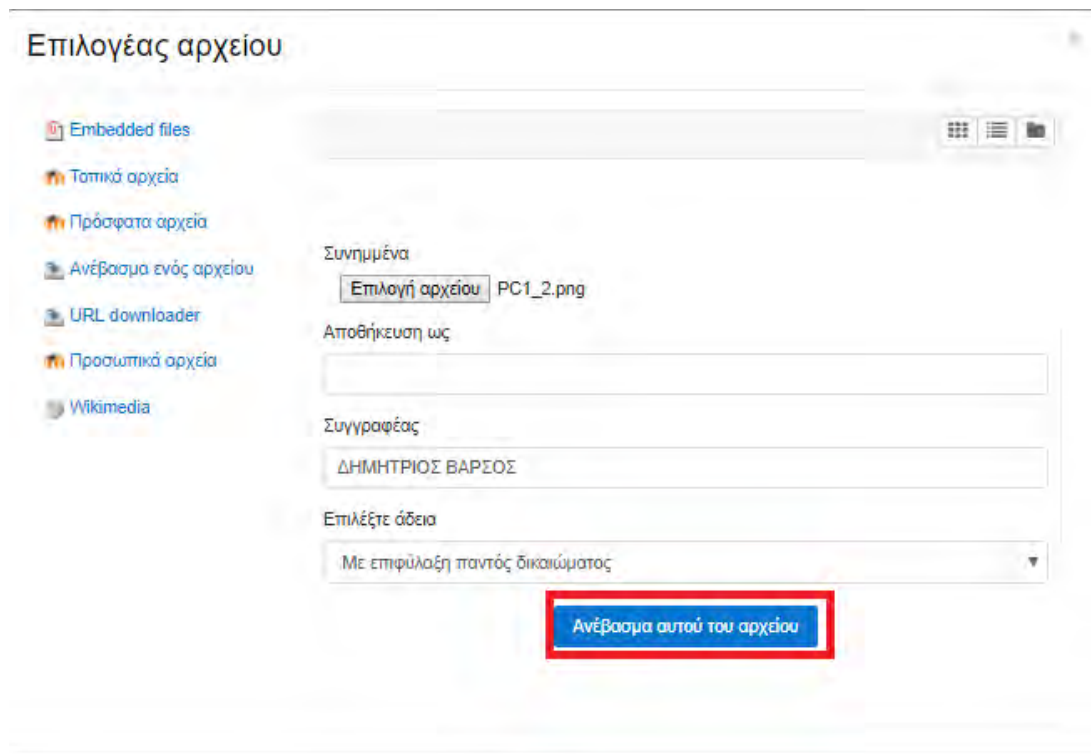 Επιλογέας αρχείου
Embedded files
Τοπικά αρχεία
Πρόσφατα αρχεία
Ανέβασμα ενός αρχείου
URL downloader
Προσωπικά αρχεία
Wikimedia
Συνημμένα
Επιλογή αρχείου PC1_2.png
Αποθήκευση ως
Συγγραφέας
ΔΗΜΗΤΡΙΟΣ ΒΑΡΣΟΣ
Επιλέξτε άδεια
Με επιφύλαξη παντός δικαιώματος
Ανέβασμα αυτού του αρχείου